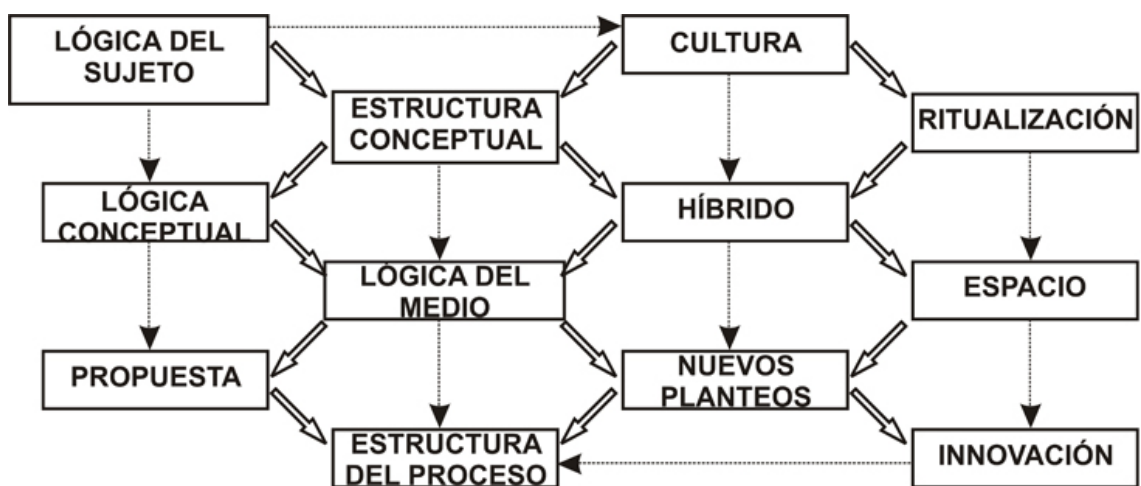 LÓGICA DEL
SUJETO
CULTURA
ESTRUCTURA
CONCEPTUAL
RITUALIZACIÓN
LÓGICA
CONCEPTUAL
HÍBRIDO
LÓGICA DEL
MEDIO
ESPACIO
PROPUESTA
NUEVOS
PLANTEOS
ESTRUCTURA
DEL PROCESO
INNOVACIÓN